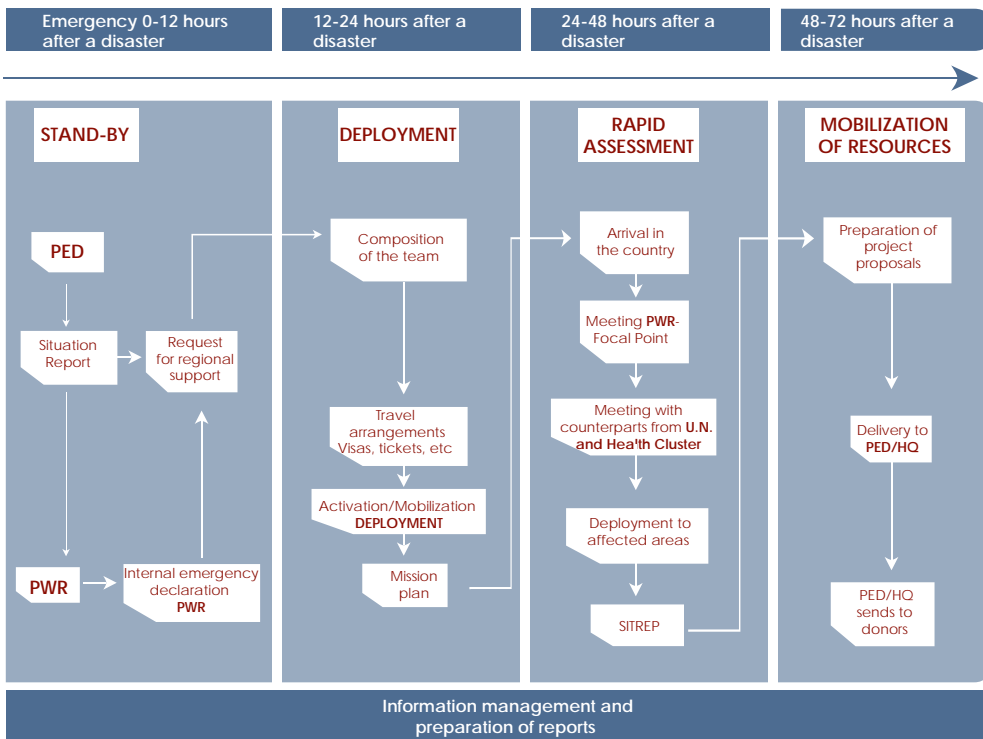 Emergency 0-12 hours
after a disaster
12-24 hours after a
disaster
24-48 hours after a
disaster
48-72 hours after a
disaster
STAND-BY
PED
Situation
Report
Request
for regional
support
PWR
Internal emergency
declaration
PWR
DEPLOYMENT
Composition
of the team
Travel
arrangements
Visas, tickets, etc
Activation/Mobilization
DEPLOYMENT
Mission
plan
RAPID
ASSESSMENT
Arrival in
the country
Meeting PWR-
Focal Point
Meeting with
counterparts from U.N.
and Health Cluster
Deployment to
affected areas
SITREP
MOBILIZATION
OF RESOURCES
Preparation of
project
proposals
Delivery to
PED/HQ
PED/HQ
sends to
donors
Information management and
preparation of reports